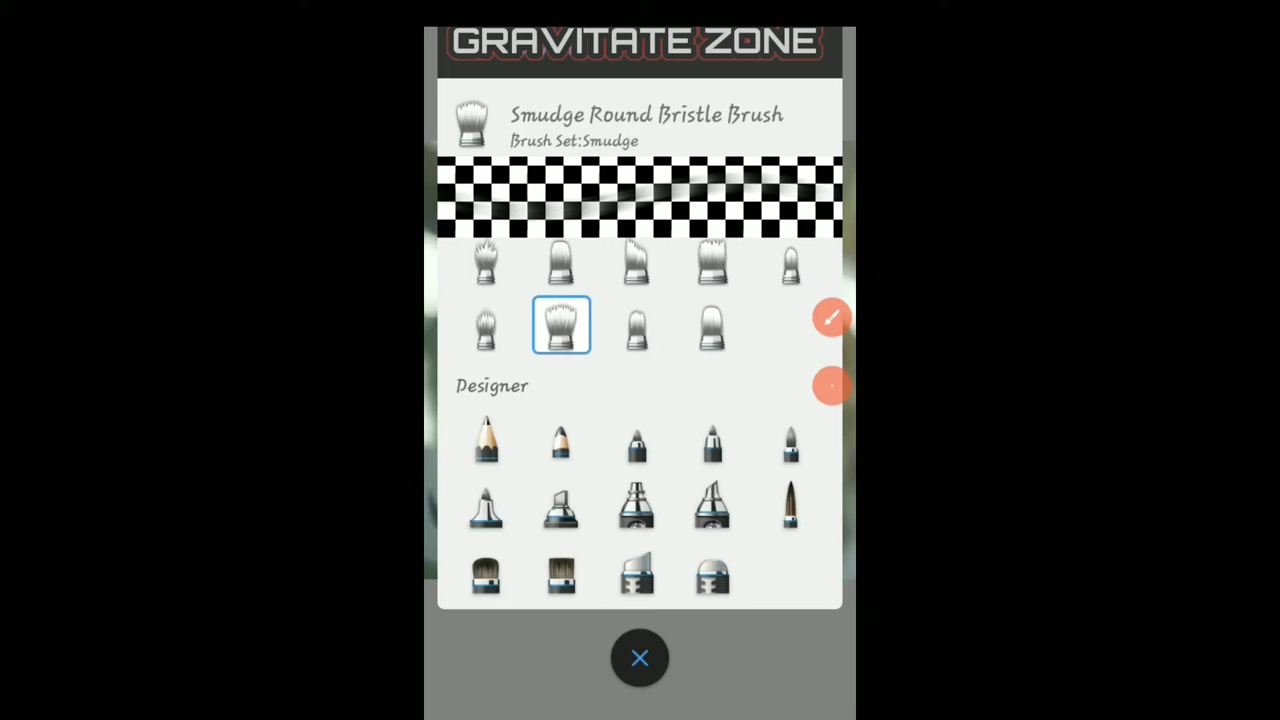 GRAVITATE ZONE
Smudge Round Bristle Brush
Brush Set:Smudge
Designer